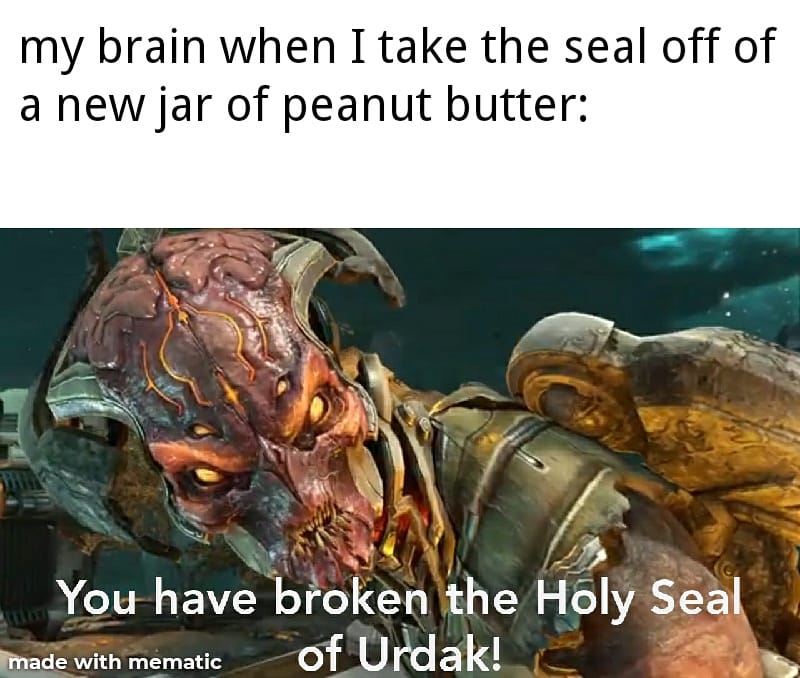 my brain when I take the seal off of
a new jar of peanut butter:
You have broken the Holy Seal
of Urdak!
made with mematic